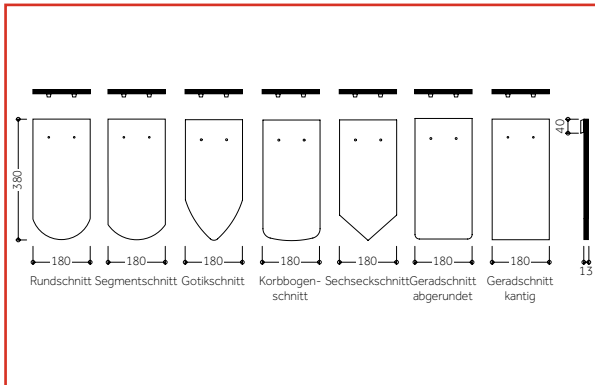 40
380
180 180 180 180 180 180 180
13
Rundschnitt Segmentschnitt Gotikschnitt Korbbogen- Sechseckschnitt Geradschnitt Geradschnitt
schnitt abgerundet kantig